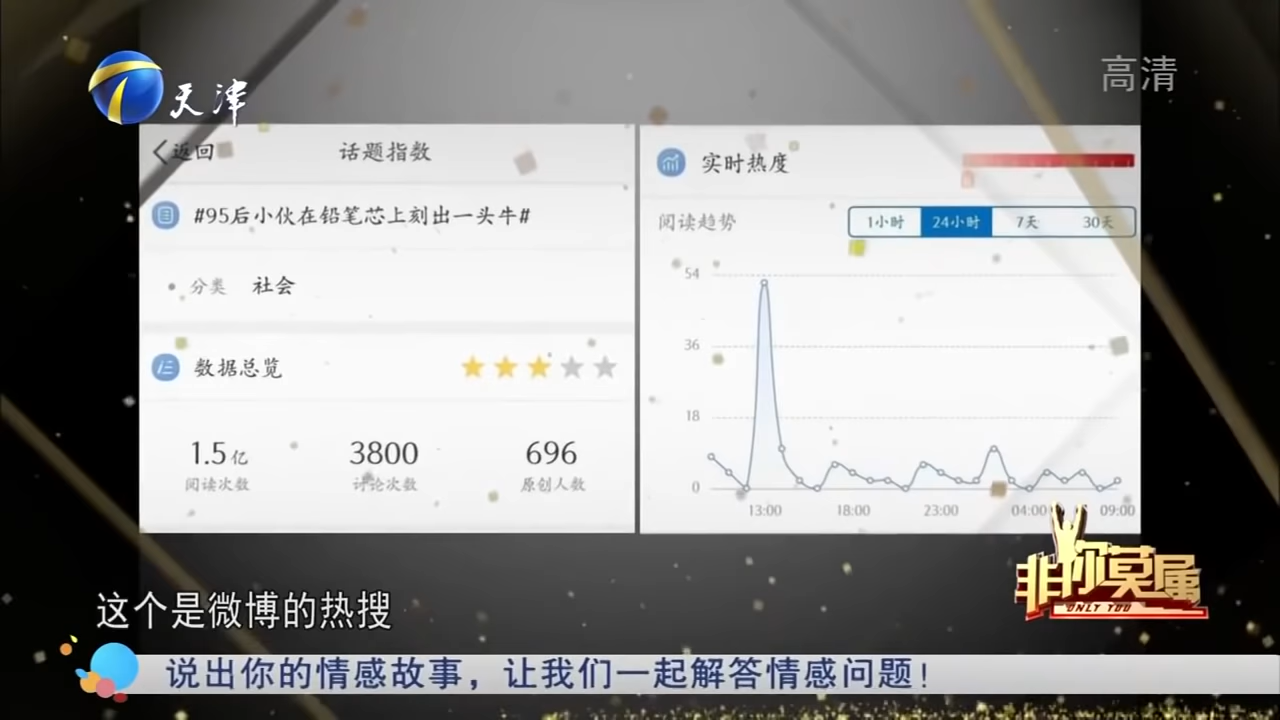 天津
高清
返回
话题指数
#95后小伙在铅笔芯上刻出一头牛#
分类 社会
数据总览
1.5亿 3800 696
阅读次数 讨论次数 原创人数
实时热度
阅读趋势
1小时 24小时 7天 30天
54
36
18
0
13:00 18:00 23:00 04:00 09:00
非你莫属
ONLY YOU
这个是微博的热搜
说出你的情感故事，让我们一起解答情感问题！